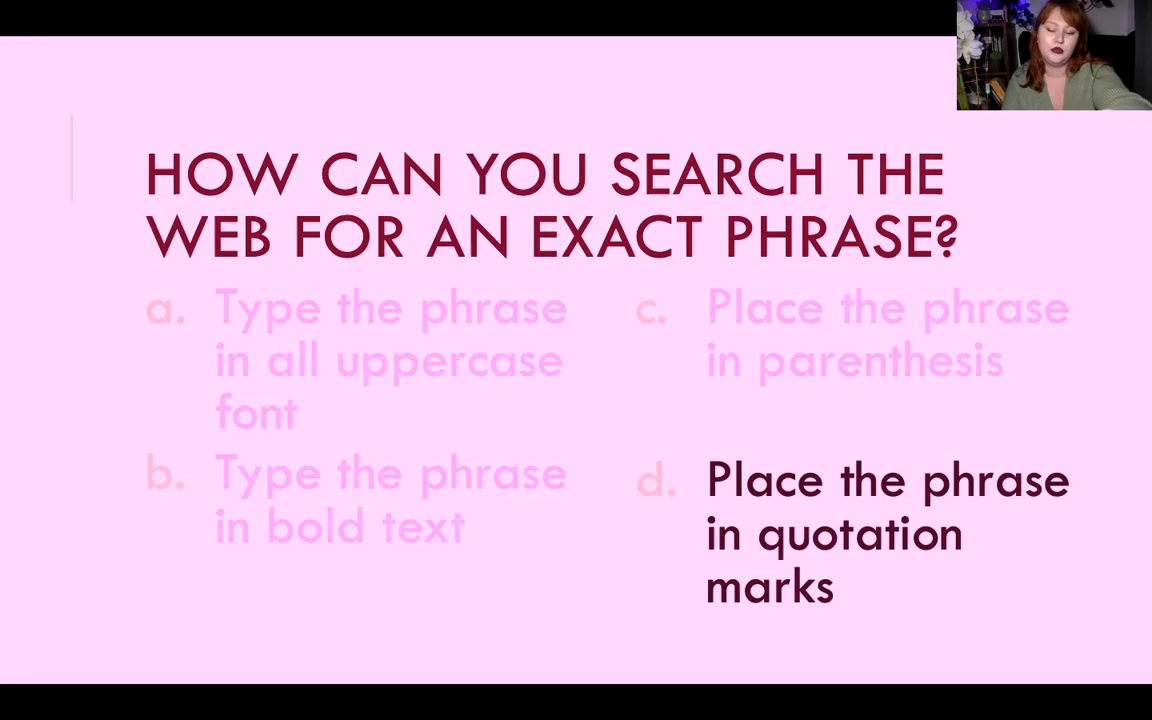 HOW CAN YOU SEARCH THE
WEB FOR AN EXACT PHRASE?
a. Type the phrase
in all uppercase
font
b. Type the phrase
in bold text
c. Place the phrase
in parenthesis
d. Place the phrase
in quotation
marks